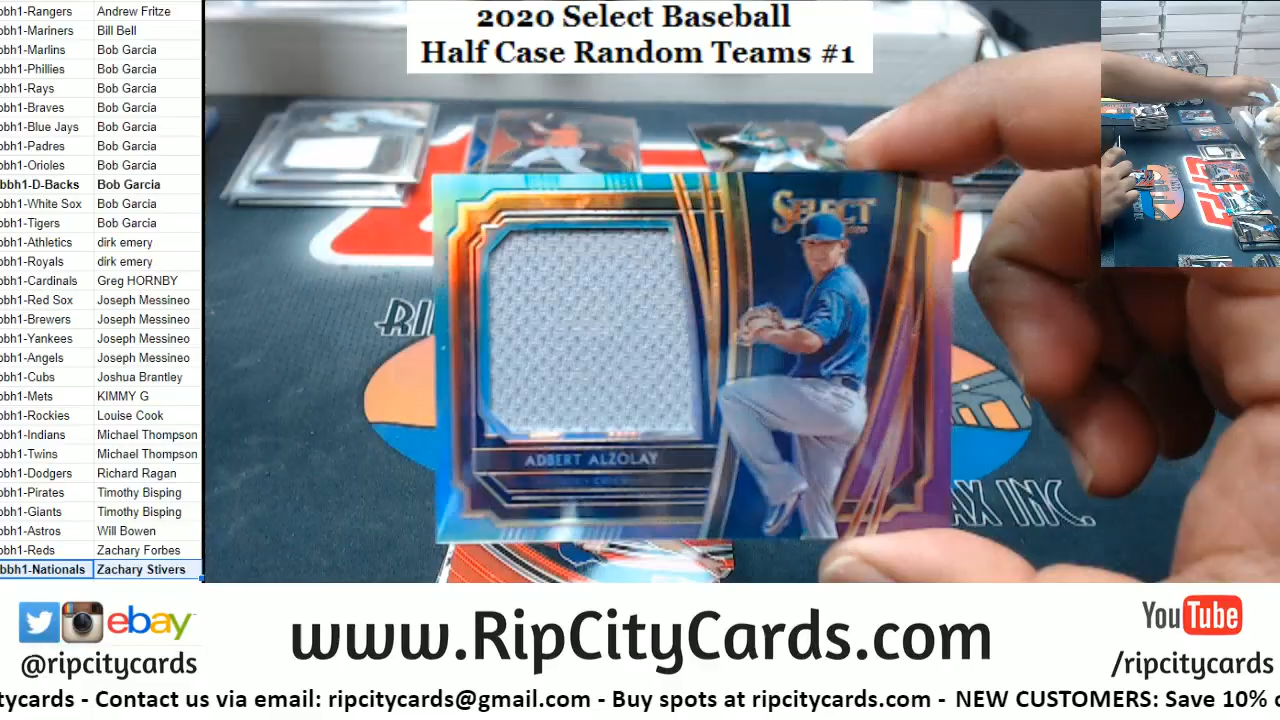 bbh1-Rangers Andrew Fritze
bbh1-Mariners Bill Bell
bbh1-Marlins Bob Garcia
bbh1-Phillies Bob Garcia
bbh1-Rays Bob Garcia
bbh1-Braves Bob Garcia
bbh1-Blue Jays Bob Garcia
bbh1-Padres Bob Garcia
bbh1-Orioles Bob Garcia
bbh1-D-Backs Bob Garcia
bbh1-White Sox Bob Garcia
bbh1-Tigers Bob Garcia
bbh1-Athletics dirk emery
bbh1-Royals dirk emery
bbh1-Cardinals Greg HORNBY
bbh1-Red Sox Joseph Messineo
bbh1-Brewers Joseph Messineo
bbh1-Yankees Joseph Messineo
bbh1-Angels Joseph Messineo
bbh1-Cubs Joshua Brantley
bbh1-Mets KIMMY G
bbh1-Rockies Louise Cook
bbh1-Indians Michael Thompson
bbh1-Twins Michael Thompson
bbh1-Dodgers Richard Ragan
bbh1-Pirates Timothy Bisping
bbh1-Giants Timothy Bisping
bbh1-Astros Will Bowen
bbh1-Reds Zachary Forbes
bbh1-Nationals Zachary Stivers
2020 Select Baseball
Half Case Random Teams #1
SELECT
2020
ADBERT ALZOLAY
RI
AX INC.
ebay
@ripcitycards
www.RipCityCards.com
YouTube
/ripcitycards
tycards - Contact us via email: ripcitycards@gmail.com - Buy spots at ripcitycards.com - NEW CUSTOMERS: Save 10%